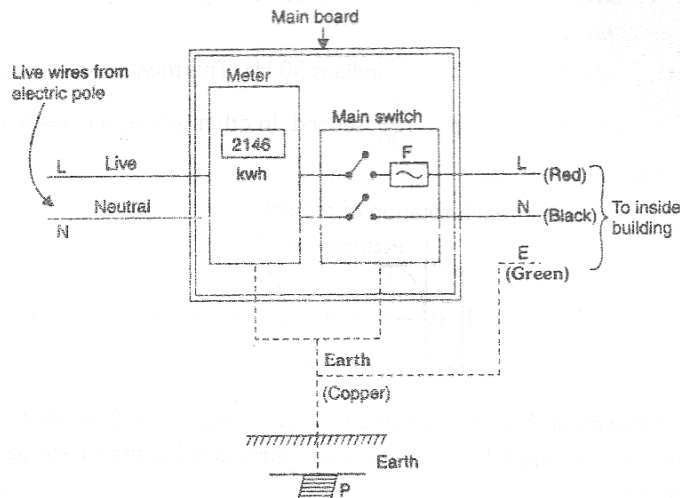 Main board
Live wires from
electric pole
Meter
Main switch
2146
kwh
F
L
Live
Neutral
N
L
(Red)
N
(Black)
E
(Green)
To inside
building
Earth
(Copper)
Earth
P